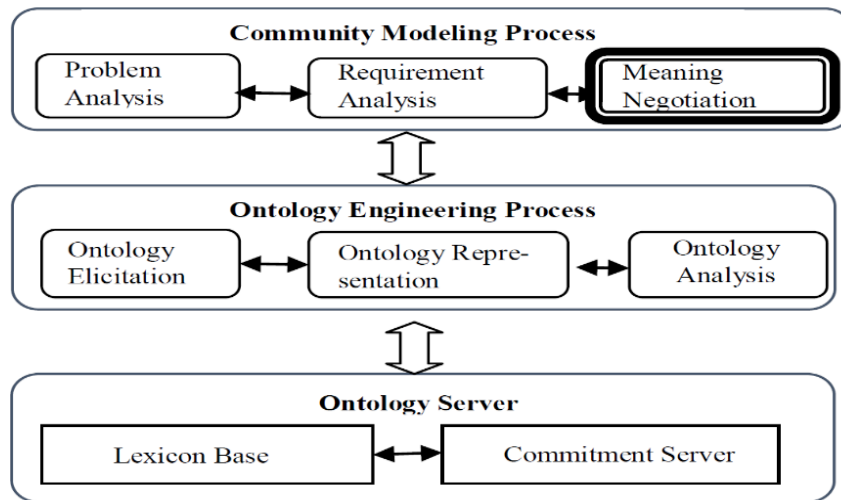 Community Modeling Process
Problem
Analysis
Requirement
Analysis
Meaning
Negotiation
Ontology Engineering Process
Ontology
Elicitation
Ontology Repre-
sentation
Ontology
Analysis
Ontology Server
Lexicon Base
Commitment Server